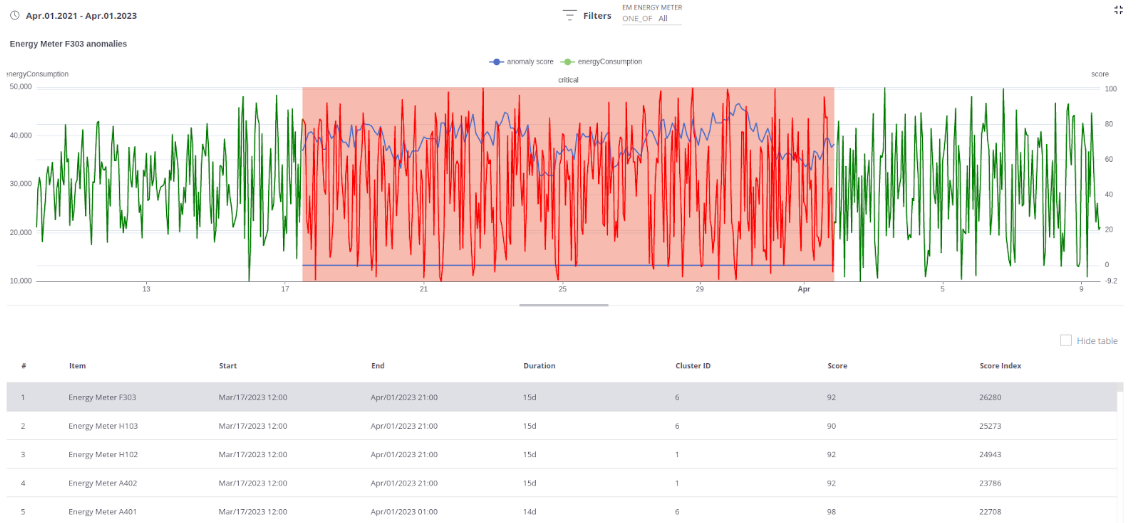 Apr.01.2021 - Apr.01.2023
Filters
EM ENERGY METER
ONE_OF All
Energy Meter F303 anomalies
anomaly score energyConsumption
energyConsumption critical score
50,000 100
40,000 80
60
30,000 40
20,000 20
0
10,000 -9.2
13 17 21 25 29 Apr 5 9
Hide table
# Item Start End Duration Cluster ID Score Score Index
1 Energy Meter F303 Mar/17/2023 12:00 Apr/01/2023 21:00 15d 6 92 26280
2 Energy Meter H103 Mar/17/2023 12:00 Apr/01/2023 21:00 15d 6 90 25273
3 Energy Meter H102 Mar/17/2023 12:00 Apr/01/2023 21:00 15d 1 92 24943
4 Energy Meter A402 Mar/17/2023 12:00 Apr/01/2023 21:00 15d 1 92 23786
5 Energy Meter A401 Mar/17/2023 12:00 Apr/01/2023 01:00 14d 6 98 22708